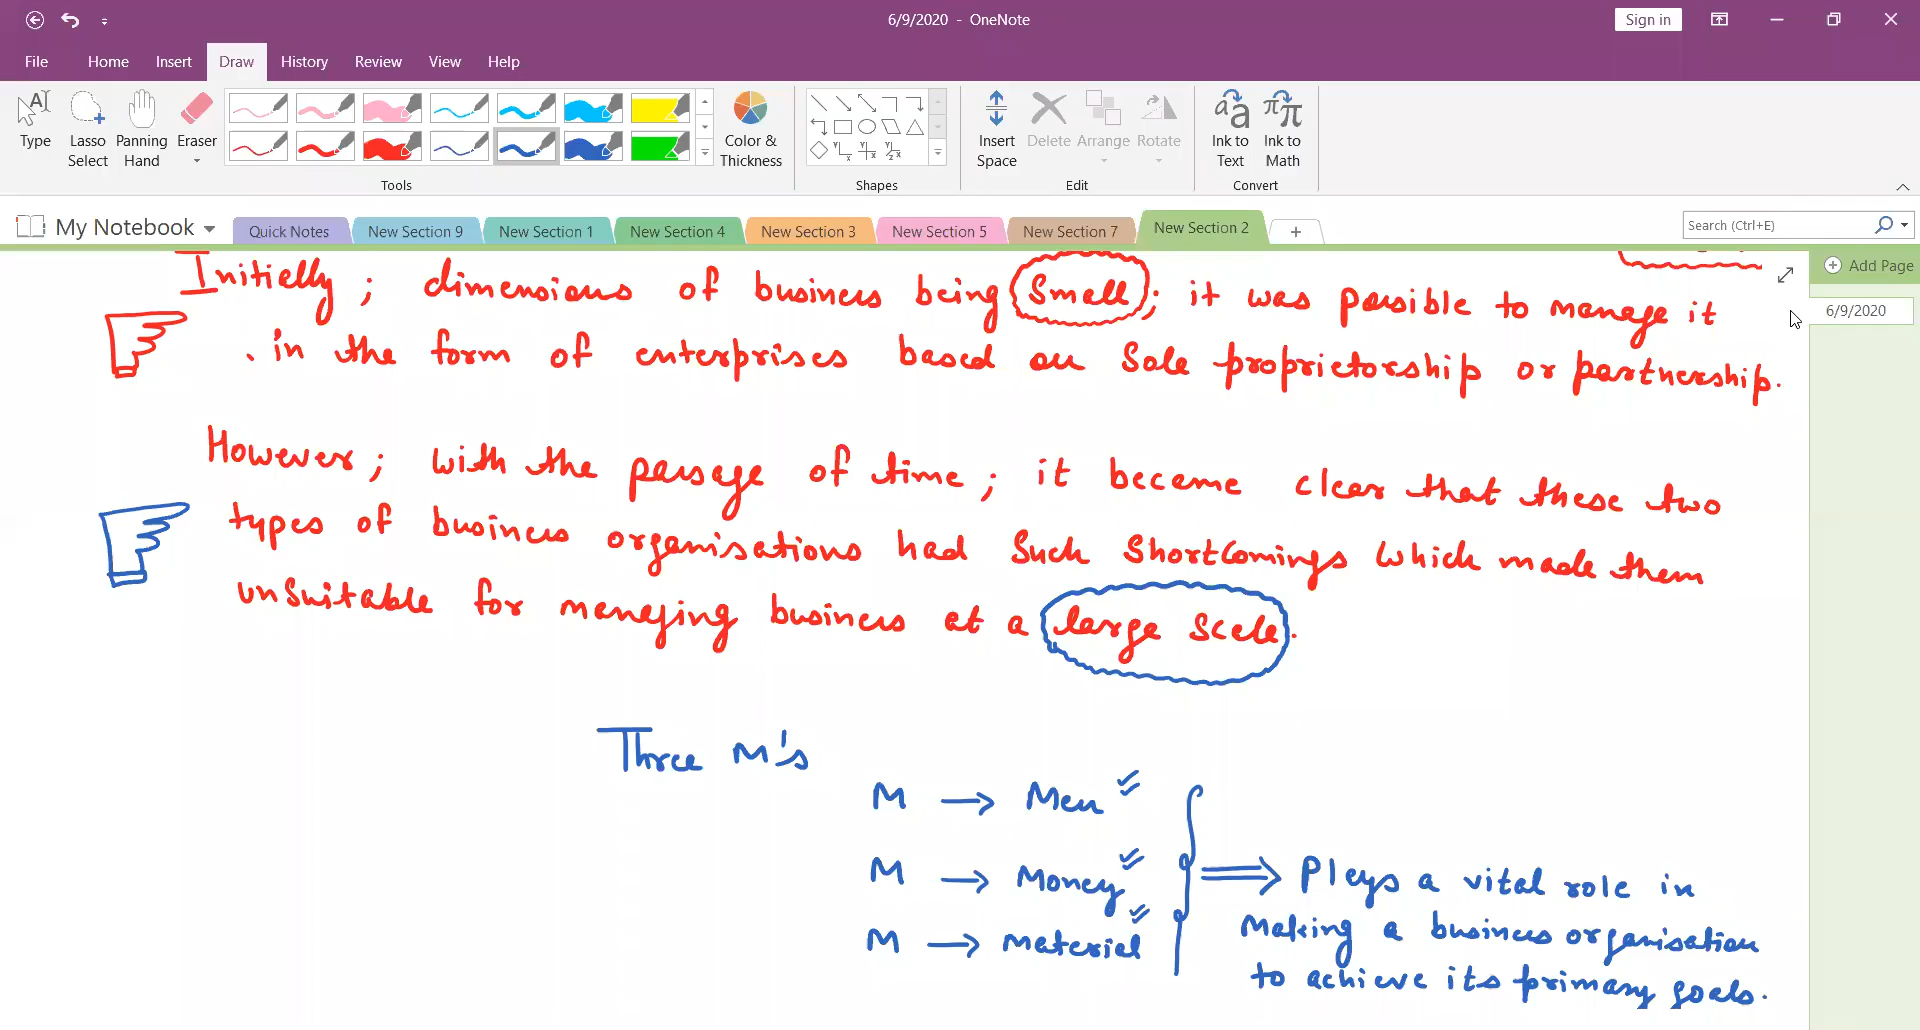 6/9/2020 - OneNote
Sign in
File Home Insert Draw History Review View Help
Type
Lasso Select
Panning Hand
Eraser
Color & Thickness
Insert Space
Delete
Arrange
Rotate
Ink to Text
Ink to Math
Tools
Shapes
Edit
Convert
My Notebook
Quick Notes
New Section 9
New Section 1
New Section 4
New Section 3
New Section 5
New Section 7
New Section 2
Search (Ctrl+E)
Add Page
6/9/2020
Initially; dimensions of business being Small; it was possible to manage it
in the form of enterprises based on Sole proprietorship or partnership.
However; with the passage of time; it became clear that these two
types of business organisations had Such Shortcomings which made them
unSuitable for managing business at a large Scale.
Three M's
M → Men
M → Money
M → Material
⇒ Plays a vital role in
making a business organisation
to achieve its primary goals.